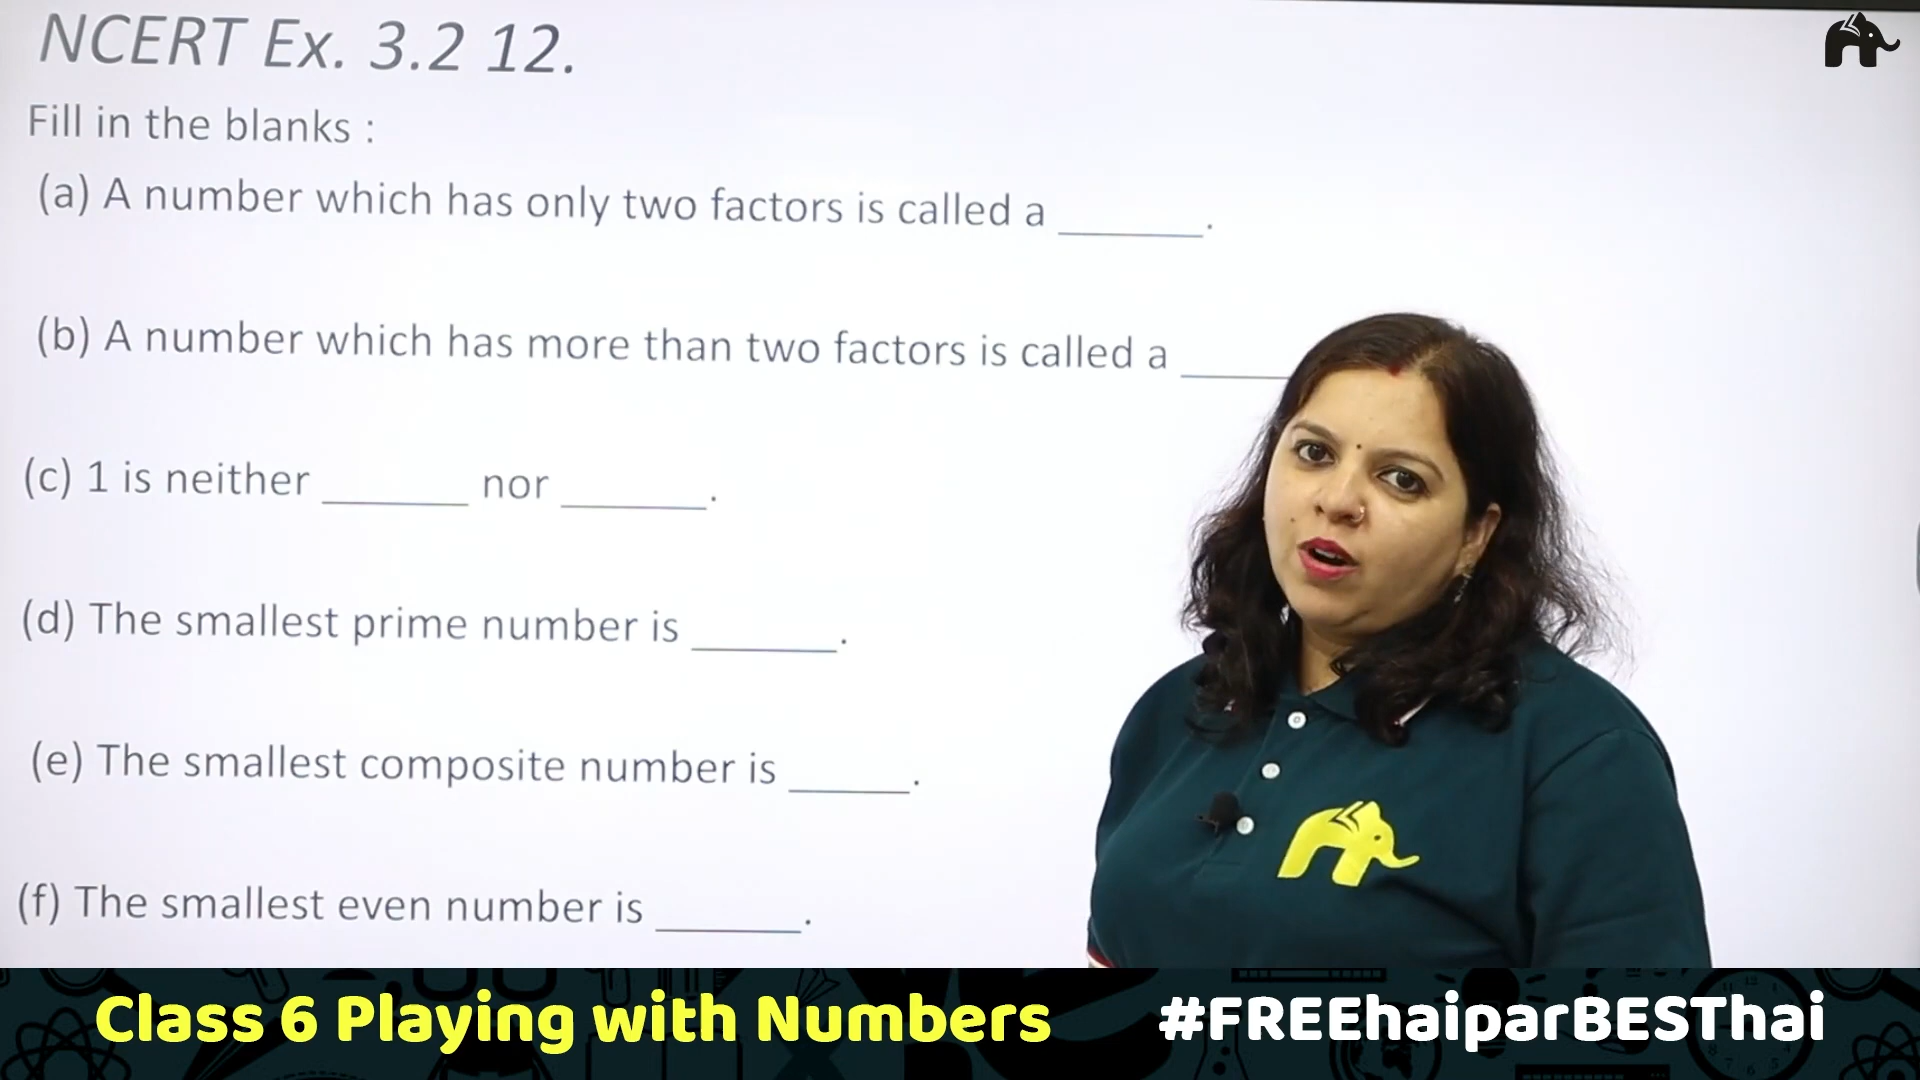 NCERT Ex. 3.2 12.
Fill in the blanks :
(a) A number which has only two factors is called a ______.
(b) A number which has more than two factors is called a _____
(c) 1 is neither ______ nor ______.
(d) The smallest prime number is ______.
(e) The smallest composite number is _____.
(f) The smallest even number is ______.
Class 6 Playing with Numbers #FREEhaiparBESThai